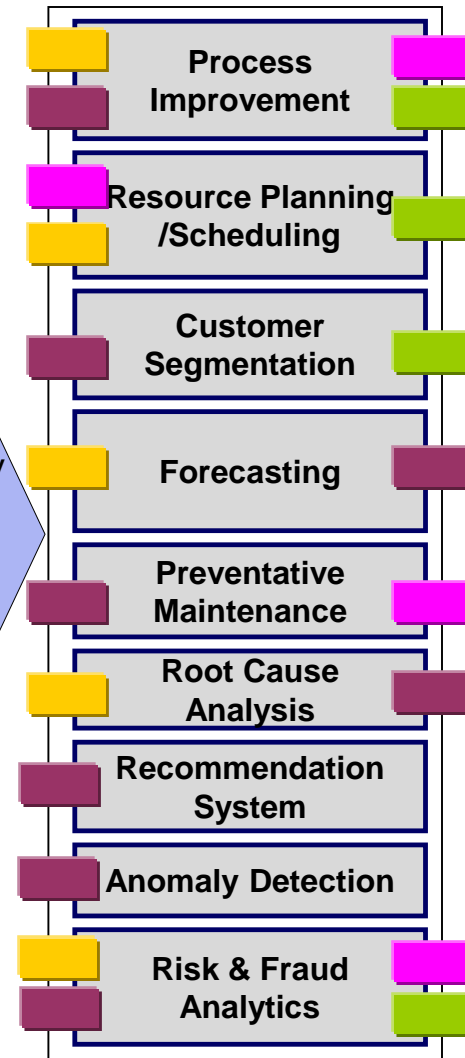 Process
Improvement
Resource Planning
/Scheduling
Customer
Segmentation
Forecasting
Preventative
Maintenance
Root Cause
Analysis
Recommendation
System
Anomaly Detection
Risk & Fraud
Analytics